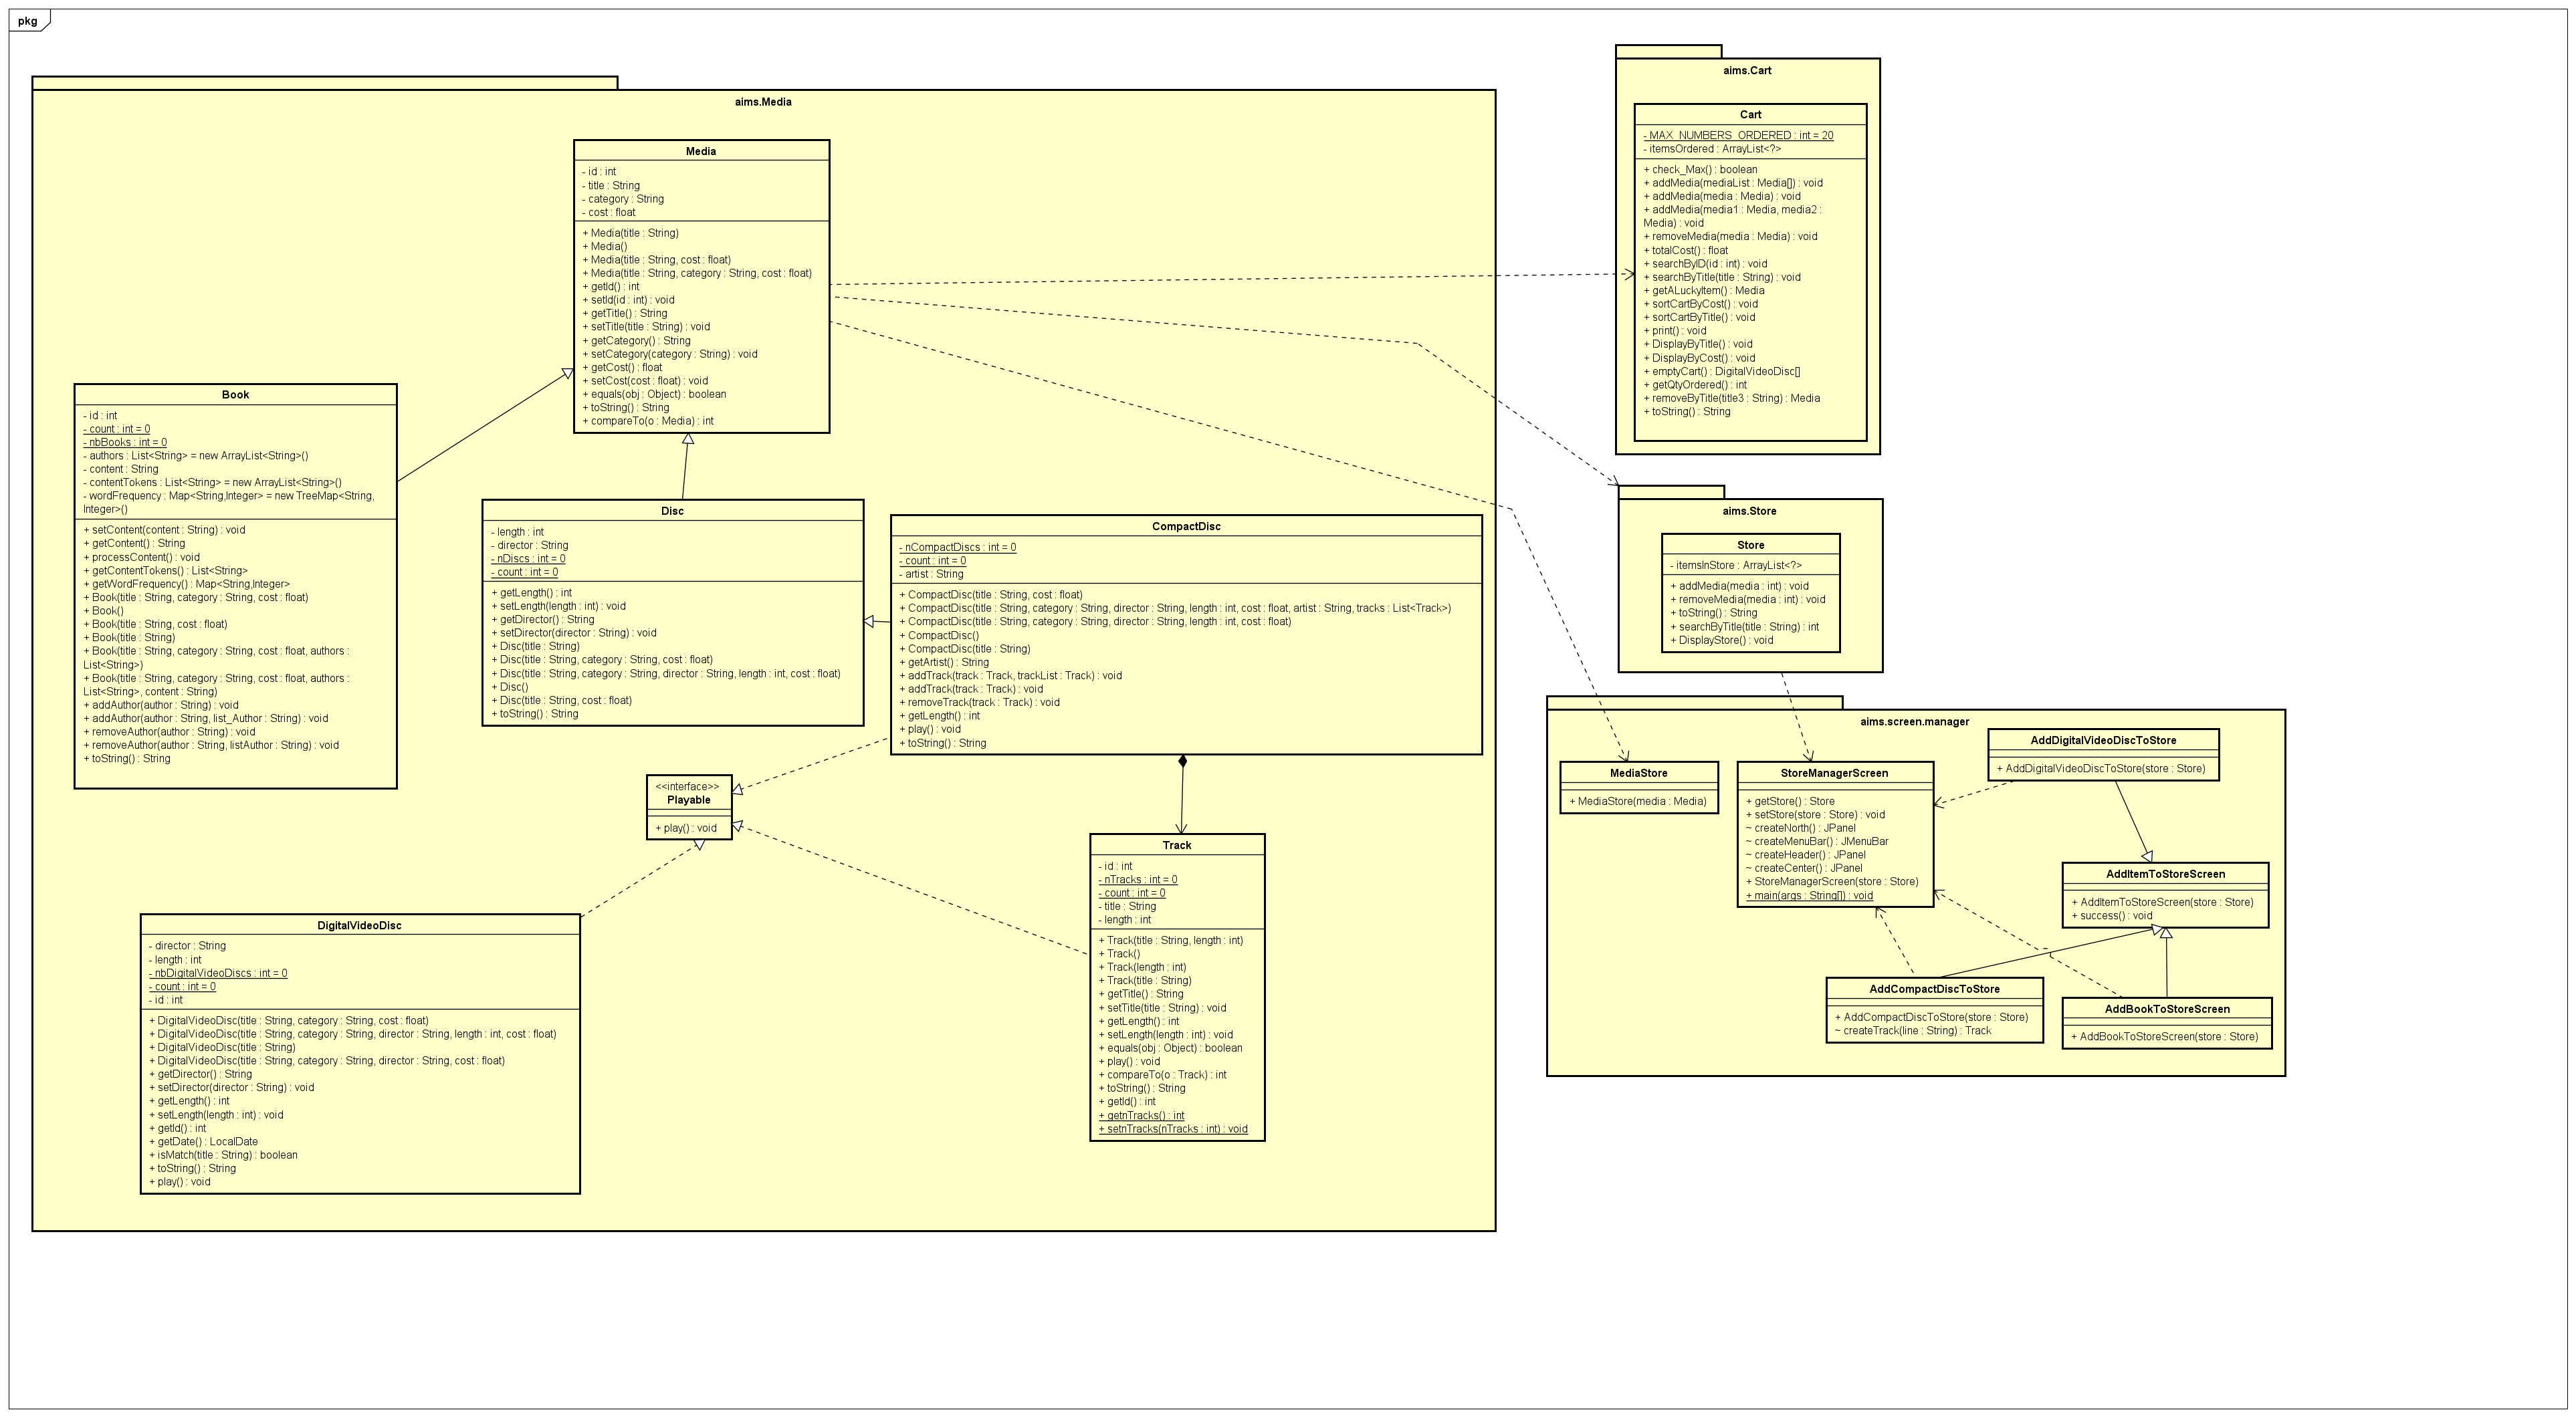 pkg
aims.Media
Media
- id : int
- title : String
- category : String
- cost : float
+ Media(title : String)
+ Media()
+ Media(title : String, cost : float)
+ Media(title : String, category : String, cost : float)
+ getId() : int
+ setId(id : int) : void
+ getTitle() : String
+ setTitle(title : String) : void
+ getCategory() : String
+ setCategory(category : String) : void
+ getCost() : float
+ setCost(cost : float) : void
+ equals(obj : Object) : boolean
+ toString() : String
+ compareTo(o : Media) : int
Book
- id : int
- count : int = 0
- nbBooks : int = 0
- authors : List<String> = new ArrayList<String>()
- content : String
- contentTokens : List<String> = new ArrayList<String>()
- wordFrequency : Map<String,Integer> = new TreeMap<String,
Integer>()
+ setContent(content : String) : void
+ getContent() : String
+ processContent() : void
+ getContentTokens() : List<String>
+ getWordFrequency() : Map<String,Integer>
+ Book(title : String, category : String, cost : float)
+ Book()
+ Book(title : String, cost : float)
+ Book(title : String)
+ Book(title : String, category : String, cost : float, authors :
List<String>)
+ Book(title : String, category : String, cost : float, authors :
List<String>, content : String)
+ addAuthor(author : String) : void
+ addAuthor(author : String, list_Author : String) : void
+ removeAuthor(author : String) : void
+ removeAuthor(author : String, listAuthor : String) : void
+ toString() : String
Disc
- length : int
- director : String
- nDiscs : int = 0
- count : int = 0
+ getLength() : int
+ setLength(length : int) : void
+ getDirector() : String
+ setDirector(director : String) : void
+ Disc(title : String)
+ Disc(title : String, category : String, cost : float)
+ Disc(title : String, category : String, director : String, length : int, cost : float)
+ Disc()
+ Disc(title : String, cost : float)
+ toString() : String
CompactDisc
- nCompactDiscs : int = 0
- count : int = 0
- artist : String
+ CompactDisc(title : String, cost : float)
+ CompactDisc(title : String, category : String, director : String, length : int, cost : float, artist : String, tracks : List<Track>)
+ CompactDisc(title : String, category : String, director : String, length : int, cost : float)
+ CompactDisc()
+ CompactDisc(title : String)
+ getArtist() : String
+ addTrack(track : Track, trackList : Track) : void
+ addTrack(track : Track) : void
+ removeTrack(track : Track) : void
+ getLength() : int
+ play() : void
+ toString() : String
<<interface>>
Playable
+ play() : void
Track
- id : int
- nTracks : int = 0
- count : int = 0
- title : String
- length : int
+ Track(title : String, length : int)
+ Track()
+ Track(length : int)
+ Track(title : String)
+ getTitle() : String
+ setTitle(title : String) : void
+ getLength() : int
+ setLength(length : int) : void
+ equals(obj : Object) : boolean
+ play() : void
+ compareTo(o : Track) : int
+ toString() : String
+ getId() : int
+ getnTracks() : int
+ setnTracks(nTracks : int) : void
DigitalVideoDisc
- director : String
- length : int
- nbDigitalVideoDiscs : int = 0
- count : int = 0
- id : int
+ DigitalVideoDisc(title : String, category : String, cost : float)
+ DigitalVideoDisc(title : String, category : String, director : String, length : int, cost : float)
+ DigitalVideoDisc(title : String)
+ DigitalVideoDisc(title : String, category : String, director : String, cost : float)
+ getDirector() : String
+ setDirector(director : String) : void
+ getLength() : int
+ setLength(length : int) : void
+ getId() : int
+ getDate() : LocalDate
+ isMatch(title : String) : boolean
+ toString() : String
+ play() : void
aims.Cart
Cart
- MAX_NUMBERS_ORDERED : int = 20
- itemsOrdered : ArrayList<?>
+ check_Max() : boolean
+ addMedia(mediaList : Media[]) : void
+ addMedia(media : Media) : void
+ addMedia(media1 : Media, media2 :
Media) : void
+ removeMedia(media : Media) : void
+ totalCost() : float
+ searchByID(id : int) : void
+ searchByTitle(title : String) : void
+ getALuckyItem() : Media
+ sortCartByCost() : void
+ sortCartByTitle() : void
+ print() : void
+ DisplayByTitle() : void
+ DisplayByCost() : void
+ emptyCart() : DigitalVideoDisc[]
+ getQtyOrdered() : int
+ removeByTitle(title3 : String) : Media
+ toString() : String
aims.Store
Store
- itemsInStore : ArrayList<?>
+ addMedia(media : int) : void
+ removeMedia(media : int) : void
+ toString() : String
+ searchByTitle(title : String) : int
+ DisplayStore() : void
aims.screen.manager
MediaStore
+ MediaStore(media : Media)
StoreManagerScreen
+ getStore() : Store
+ setStore(store : Store) : void
~ createNorth() : JPanel
~ createMenuBar() : JMenuBar
~ createHeader() : JPanel
~ createCenter() : JPanel
+ StoreManagerScreen(store : Store)
+ main(args : String[]) : void
AddDigitalVideoDiscToStore
+ AddDigitalVideoDiscToStore(store : Store)
AddItemToStoreScreen
+ AddItemToStoreScreen(store : Store)
+ success() : void
AddCompactDiscToStore
+ AddCompactDiscToStore(store : Store)
~ createTrack(line : String) : Track
AddBookToStoreScreen
+ AddBookToStoreScreen(store : Store)